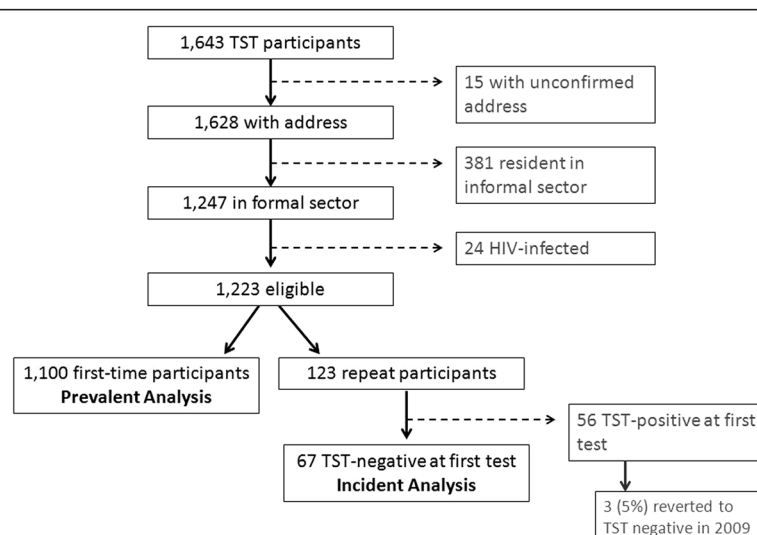 1,643 TST participants
15 with unconfirmed
address
1,628 with address
381 resident in
informal sector
1,247 in formal sector
24 HIV-infected
1,223 eligible
1,100 first-time participants
Prevalent Analysis
123 repeat participants
56 TST-positive at first
test
67 TST-negative at first test
Incident Analysis
3 (5%) reverted to
TST negative in 2009